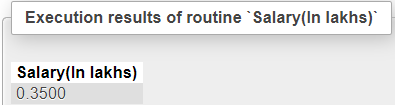 Execution results of routine `Salary(In lakhs)`
Salary(In lakhs)
0.3500